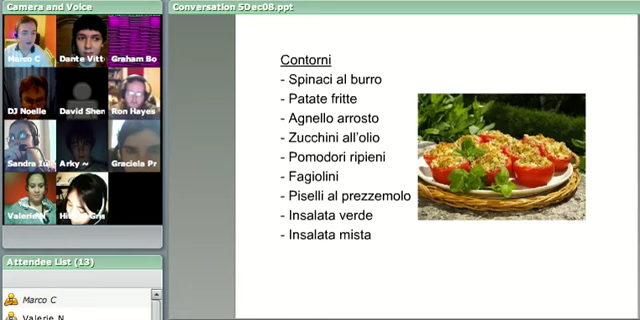 Camera and Voice
Conversation 5Dec08.ppt
Marco C
Dante Vitt
Graham Bo
DJ Noelle
David Shen
Ron Hayes
Sandra Iuli
Arky ~
Graciela Pr
Valerie N
Attendee List (13)
Marco C
Valerie N
Contorni
- Spinaci al burro
- Patate fritte
- Agnello arrosto
- Zucchini all'olio
- Pomodori ripieni
- Fagiolini
- Piselli al prezzemolo
- Insalata verde
- Insalata mista